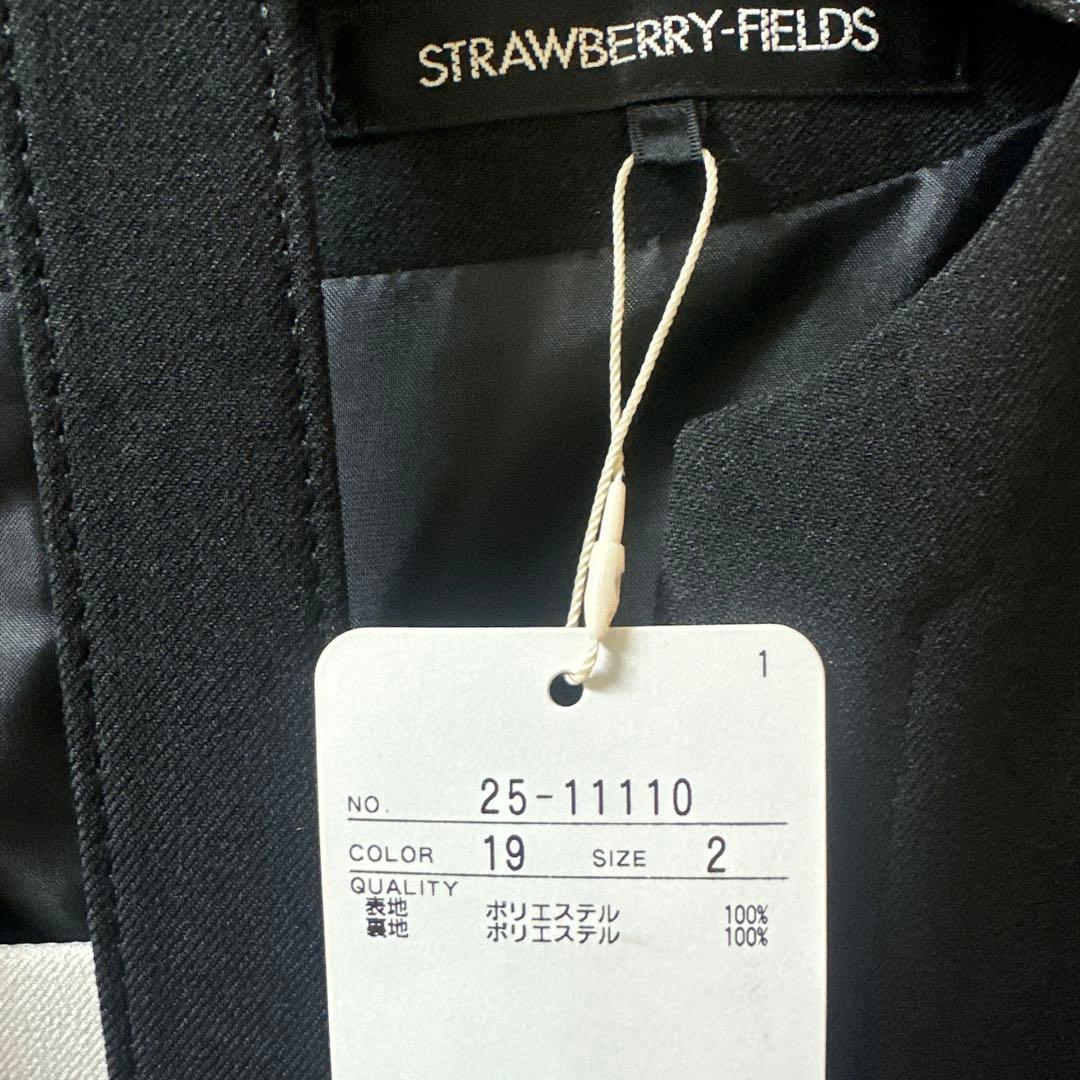 STRAWBERRY-FIELDS
1
NO. 25-11110
COLOR 19 SIZE 2
QUALITY
表地 ポリエステル 100%
裏地 ポリエステル 100%